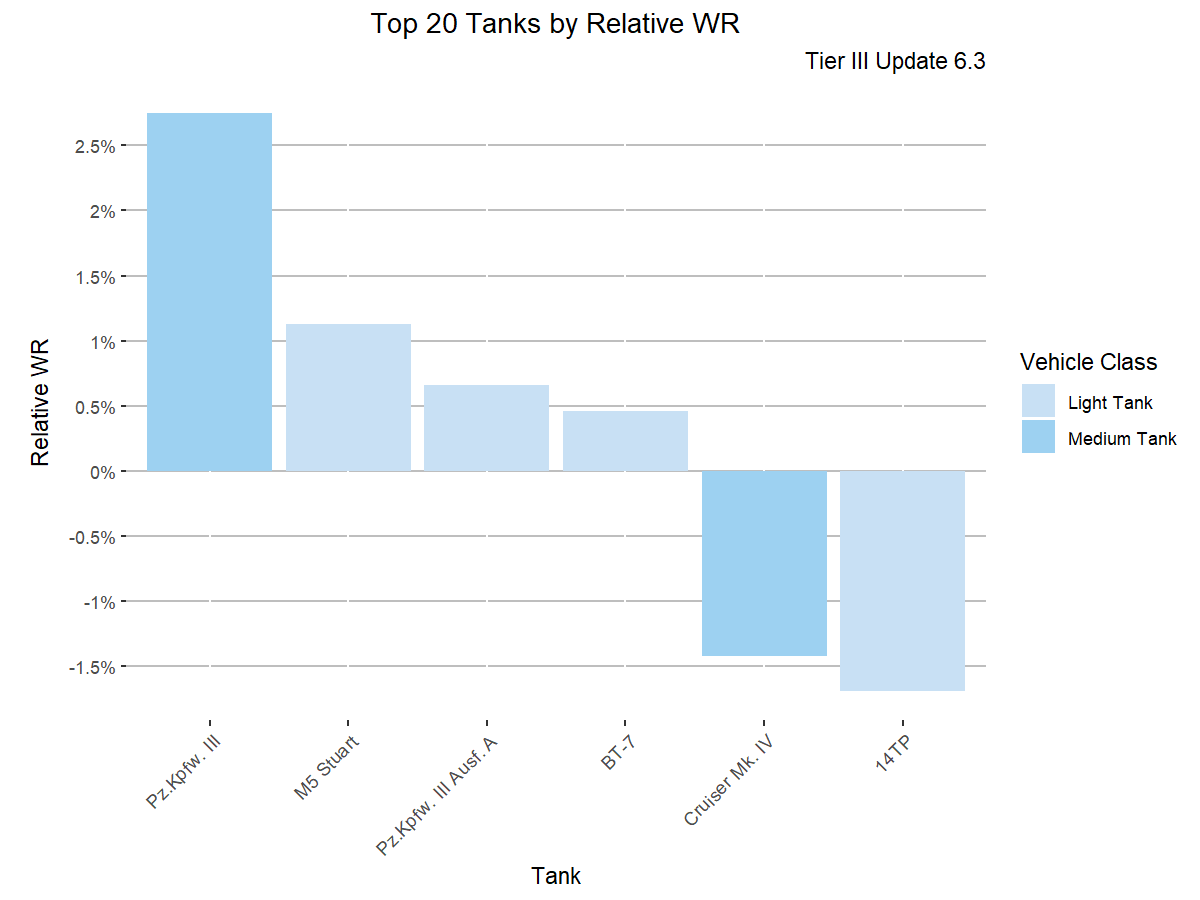 Top 20 Tanks by Relative WR
Tier III Update 6.3
Relative WR
2.5%
2%
1.5%
1%
0.5%
0%
-0.5%
-1%
-1.5%
Pz.Kpfw. III
M5 Stuart
Pz.Kpfw. III Ausf. A
BT-7
Cruiser Mk. IV
14TP
Tank
Vehicle Class
Light Tank
Medium Tank